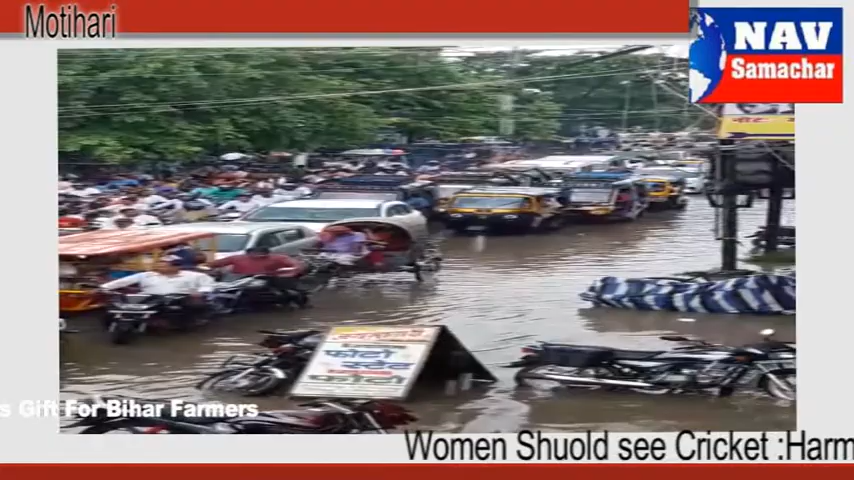 Motihari
NAV
Samachar
फोटो स्टेट
s Gift For Bihar Farmers
Women Shuold see Cricket :Harm